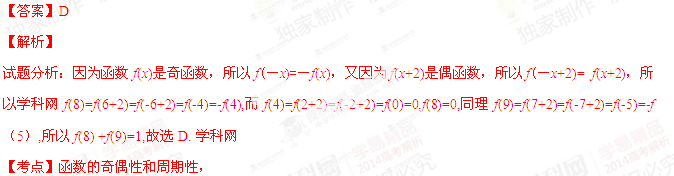 【答案】D
【解析】
试题分析：因为函数 f(x)是奇函数，所以 f(－x)=－f(x)，又因为 f(x+2)是偶函数，所以 f(－x+2)= f(x+2)，所
以学科网 f(8)=f(6+2)=f(-6+2)=f(-4)=-f(4),而 f(4)=f(2+2)=f(-2+2)=f(0)=0,f(8)=0,同理 f(9)=f(7+2)=f(-7+2)=f(-5)=-f
（5）,所以 f(8) +f(9)=1,故选 D. 学科网
【考点】函数的奇偶性和周期性，